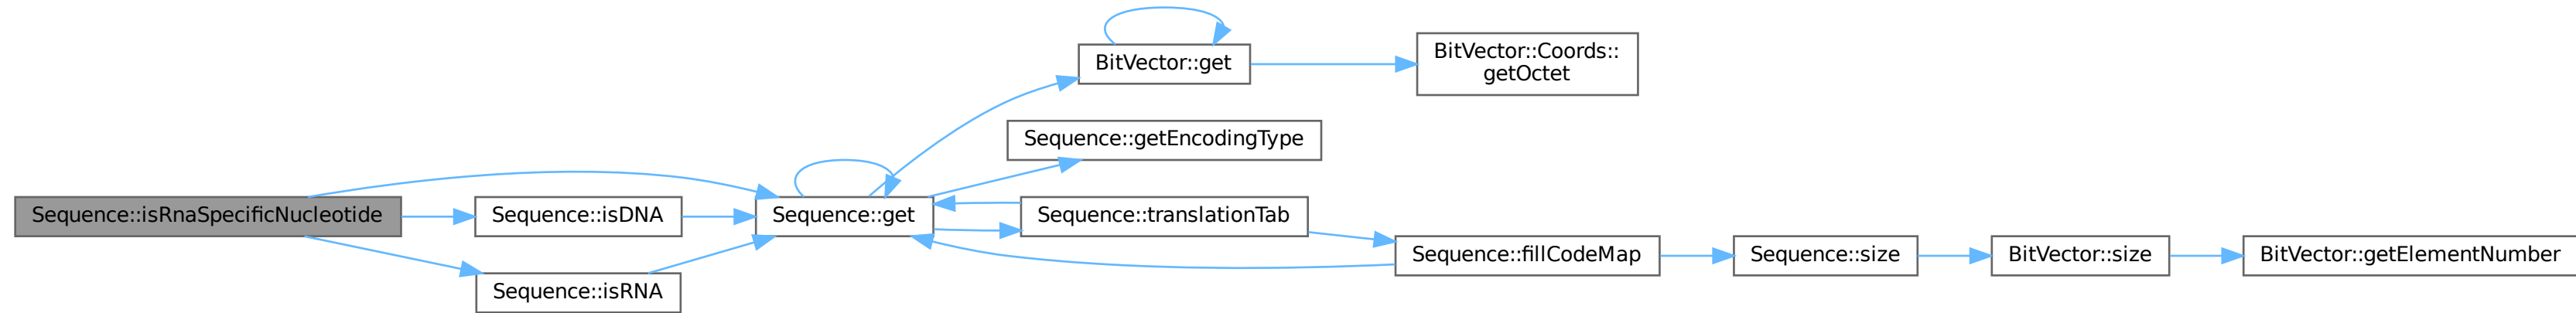 BitVector::get
BitVector::Coords::
getOctet
Sequence::getEncodingType
Sequence::isRnaSpecificNucleotide
Sequence::isDNA
Sequence::get
Sequence::translationTab
Sequence::fillCodeMap
Sequence::size
BitVector::size
BitVector::getElementNumber
Sequence::isRNA